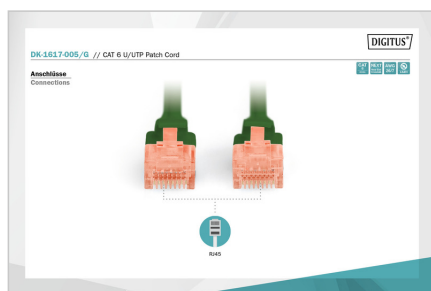 DIGITUS®
DK-1617-005/G // CAT 6 U/UTP Patch Cord
Anschlüsse
Connections
RJ45